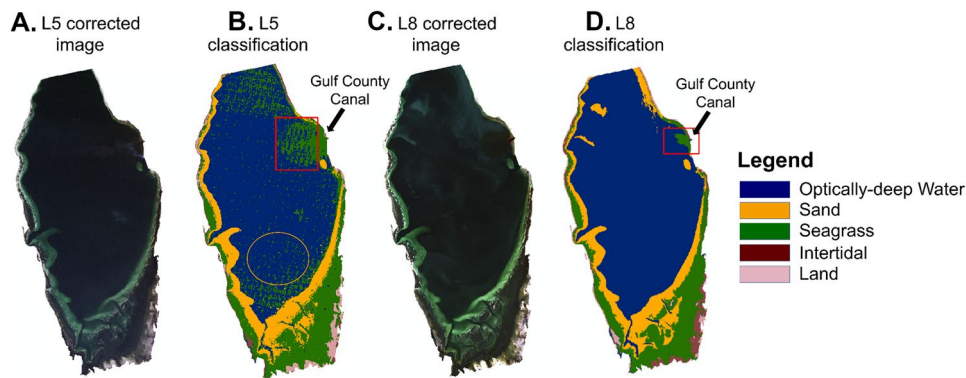 A. L5 corrected
image
B. L5
classification
C. L8 corrected
image
D. L8
classification
Gulf County
Canal
Gulf County
Canal
Legend
Optically-deep Water
Sand
Seagrass
Intertidal
Land